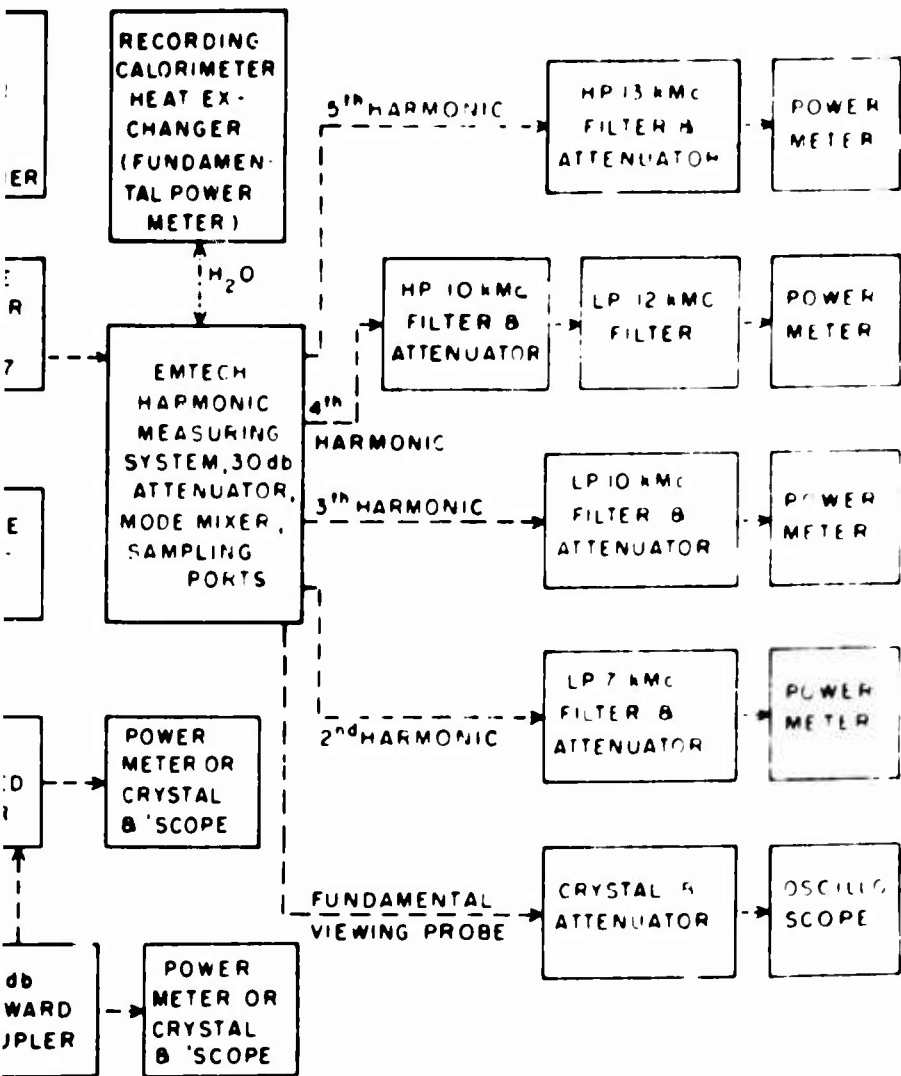 ER
RECORDING
CALORIMETER
HEAT EX-
CHANGER
(FUNDAMEN-
TAL POWER
METER)
H2O
E
R
7
EMTECH
HARMONIC
MEASURING
SYSTEM, 30 db
ATTENUATOR,
MODE MIXER,
SAMPLING
PORTS
5th HARMONIC
HP 13 kMc
FILTER &
ATTENUATOR
POWER
METER
4th
HARMONIC
HP 10 kMc
FILTER &
ATTENUATOR
LP 12 kMc
FILTER
POWER
METER
E
3th HARMONIC
LP 10 kMc
FILTER &
ATTENUATOR
POWER
METER
2nd HARMONIC
LP 7 kMc
FILTER &
ATTENUATOR
POWER
METER
ED
R
POWER
METER OR
CRYSTAL
& 'SCOPE
FUNDAMENTAL
VIEWING PROBE
CRYSTAL &
ATTENUATOR
OSCILLO
SCOPE
db
WARD
UPLER
POWER
METER OR
CRYSTAL
& 'SCOPE